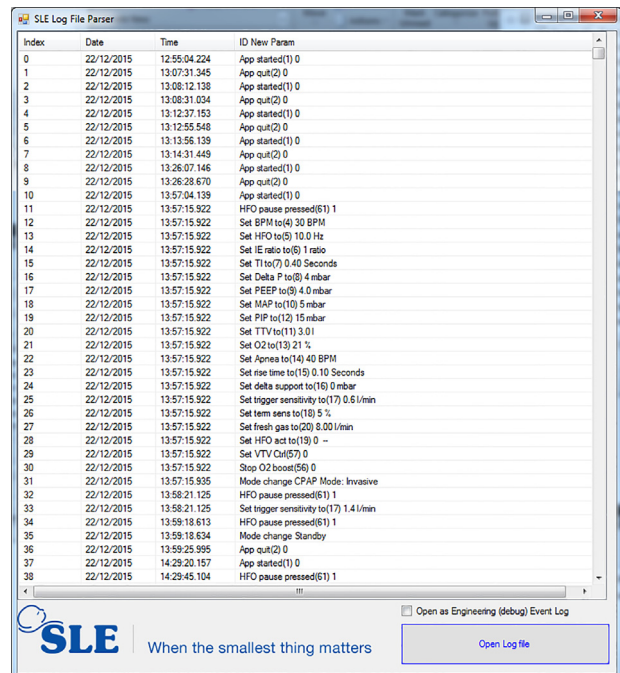 SLE Log File Parser
Index Date Time ID New Param
0 22/12/2015 12:55:04.224 App started(1) 0
1 22/12/2015 13:07:31.345 App quit(2) 0
2 22/12/2015 13:08:12.138 App started(1) 0
3 22/12/2015 13:08:31.034 App quit(2) 0
4 22/12/2015 13:12:37.153 App started(1) 0
5 22/12/2015 13:12:55.548 App quit(2) 0
6 22/12/2015 13:13:56.139 App started(1) 0
7 22/12/2015 13:14:31.449 App quit(2) 0
8 22/12/2015 13:26:07.146 App started(1) 0
9 22/12/2015 13:26:28.670 App quit(2) 0
10 22/12/2015 13:57:04.139 App started(1) 0
11 22/12/2015 13:57:15.922 HFO pause pressed(61) 1
12 22/12/2015 13:57:15.922 Set BPM to(4) 30 BPM
13 22/12/2015 13:57:15.922 Set HFO to(5) 10.0 Hz
14 22/12/2015 13:57:15.922 Set IE ratio to(6) 1 ratio
15 22/12/2015 13:57:15.922 Set TI to(7) 0.40 Seconds
16 22/12/2015 13:57:15.922 Set Delta P to(8) 4 mbar
17 22/12/2015 13:57:15.922 Set PEEP to(9) 4.0 mbar
18 22/12/2015 13:57:15.922 Set MAP to(10) 5 mbar
19 22/12/2015 13:57:15.922 Set PIP to(12) 15 mbar
20 22/12/2015 13:57:15.922 Set TTV to(11) 3.0 l
21 22/12/2015 13:57:15.922 Set O2 to(13) 21 %
22 22/12/2015 13:57:15.922 Set Apnea to(14) 40 BPM
23 22/12/2015 13:57:15.922 Set rise time to(15) 0.10 Seconds
24 22/12/2015 13:57:15.922 Set delta support to(16) 0 mbar
25 22/12/2015 13:57:15.922 Set trigger sensitivity to(17) 0.6 l/min
26 22/12/2015 13:57:15.922 Set term sens to(18) 5 %
27 22/12/2015 13:57:15.922 Set fresh gas to(20) 8.00 l/min
28 22/12/2015 13:57:15.922 Set HFO act to(19) 0 --
29 22/12/2015 13:57:15.922 Set VTV Ctrl(57) 0
30 22/12/2015 13:57:15.922 Stop O2 boost(56) 0
31 22/12/2015 13:57:15.935 Mode change CPAP Mode: Invasive
32 22/12/2015 13:58:21.125 HFO pause pressed(61) 1
33 22/12/2015 13:58:21.125 Set trigger sensitivity to(17) 1.4 l/min
34 22/12/2015 13:59:18.613 HFO pause pressed(61) 1
35 22/12/2015 13:59:18.634 Mode change Standby
36 22/12/2015 13:59:25.995 App quit(2) 0
37 22/12/2015 14:29:20.157 App started(1) 0
38 22/12/2015 14:29:45.104 HFO pause pressed(61) 1
Open as Engineering (debug) Event Log
SLE When the smallest thing matters
Open Log file